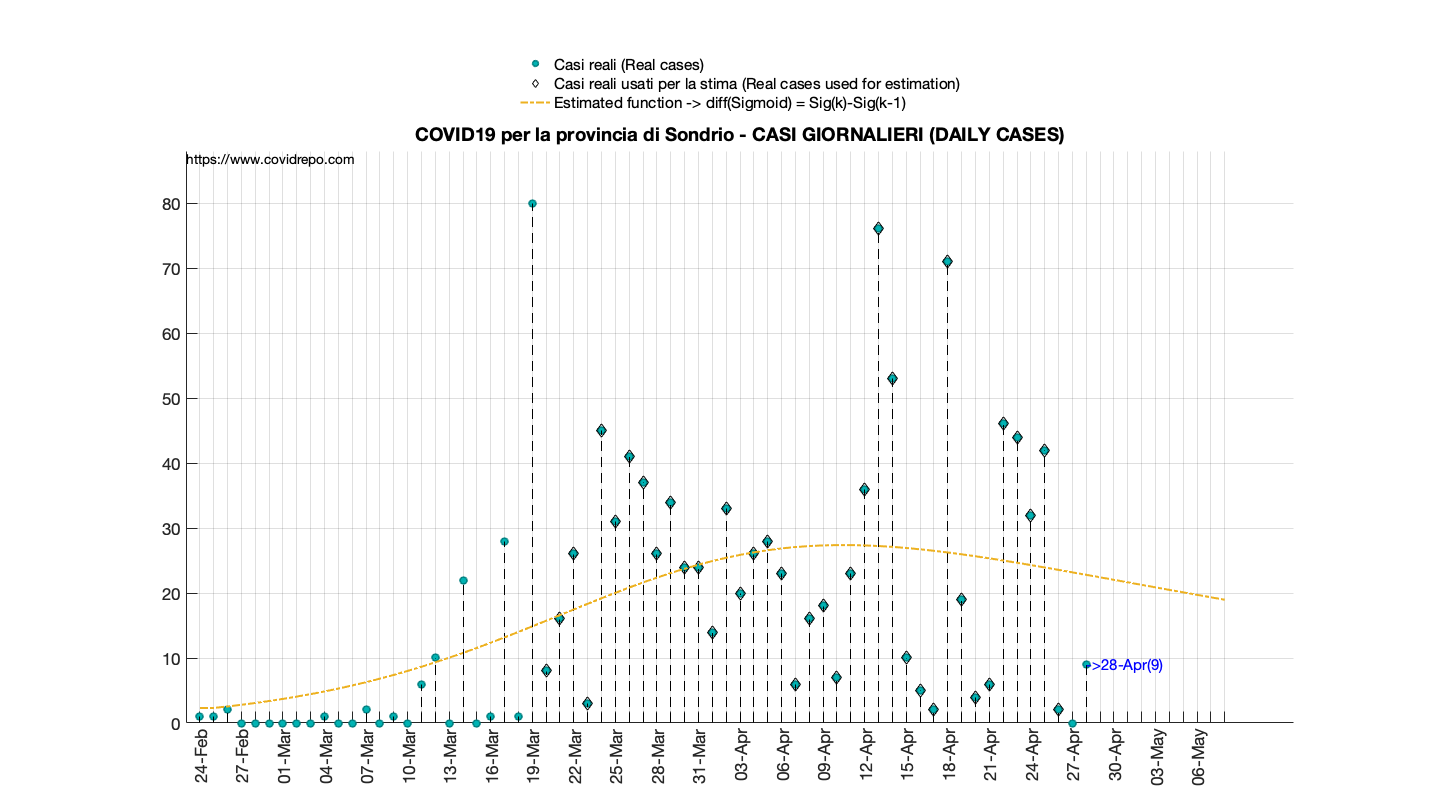 Casi reali (Real cases)
Casi reali usati per la stima (Real cases used for estimation)
Estimated function -> diff(Sigmoid) = Sig(k)-Sig(k-1)
COVID19 per la provincia di Sondrio - CASI GIORNALIERI (DAILY CASES)
https://www.covidrepo.com
80
70
60
50
40
30
20
10
0
>28-Apr(9)
24-Feb
27-Feb
01-Mar
04-Mar
07-Mar
10-Mar
13-Mar
16-Mar
19-Mar
22-Mar
25-Mar
28-Mar
31-Mar
03-Apr
06-Apr
09-Apr
12-Apr
15-Apr
18-Apr
21-Apr
24-Apr
27-Apr
30-Apr
03-May
06-May